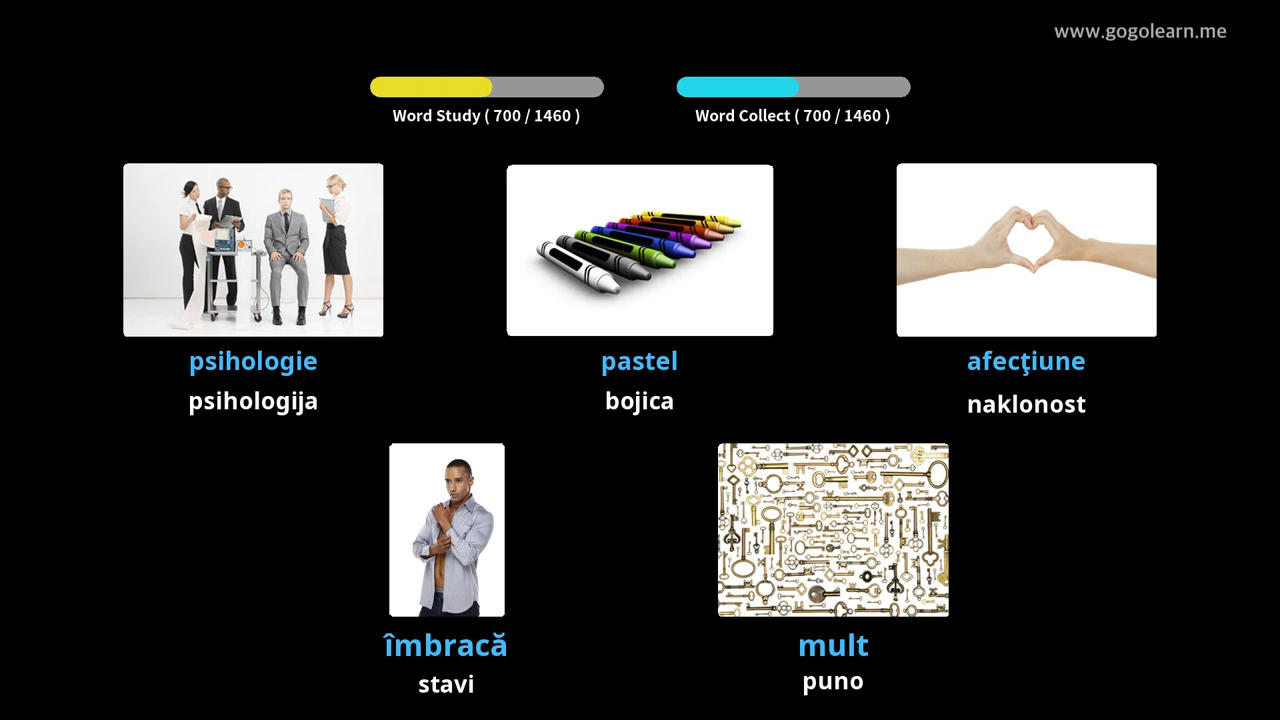 www.gogolearn.me
Word Study ( 700 / 1460 )
Word Collect ( 700 / 1460 )
psihologie
psihologija
pastel
bojica
afecţiune
naklonost
îmbracă
stavi
mult
puno